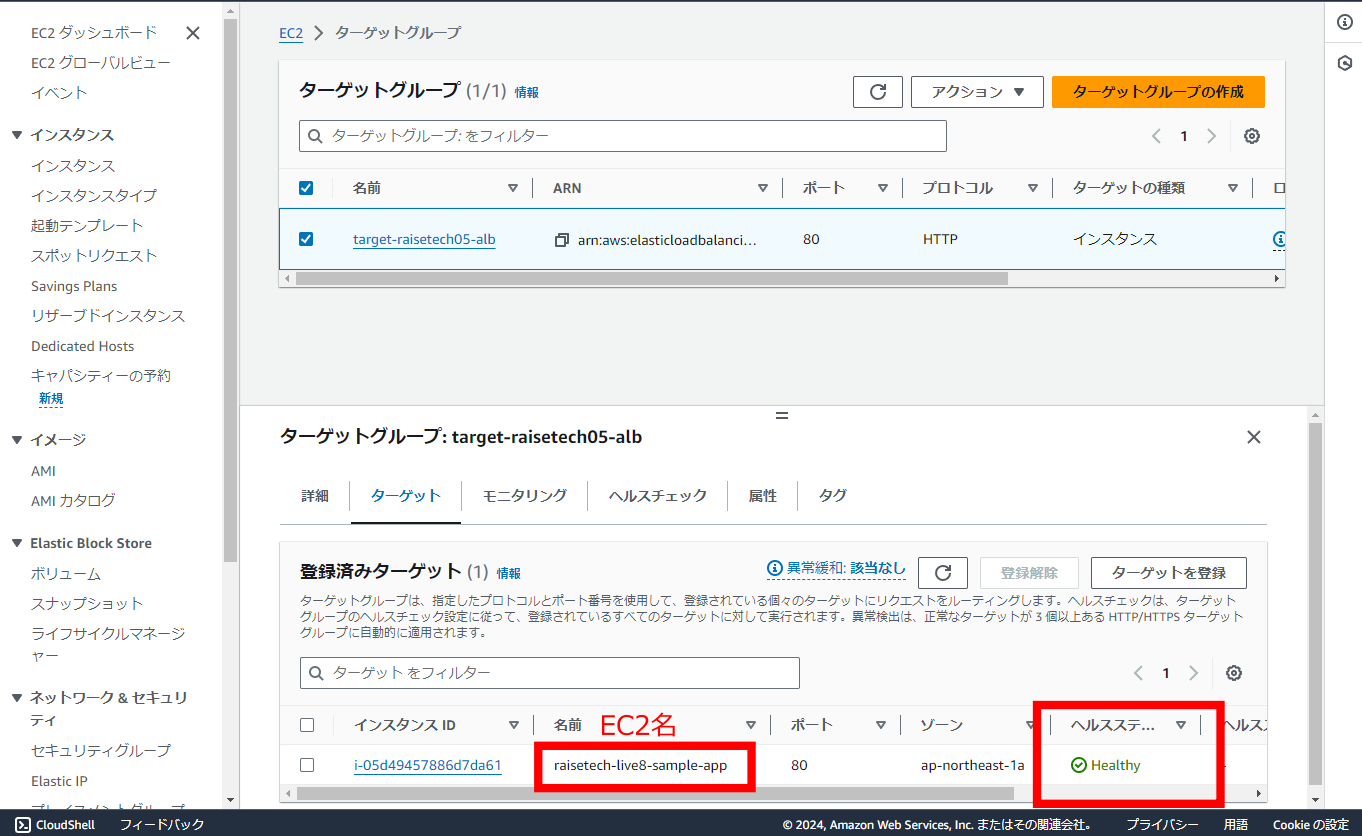 EC2 ダッシュボード
EC2 グローバルビュー
イベント
インスタンス
インスタンス
インスタンスタイプ
起動テンプレート
スポットリクエスト
Savings Plans
リザーブドインスタンス
Dedicated Hosts
キャパシティーの予約
新規
イメージ
AMI
AMI カタログ
Elastic Block Store
ボリューム
スナップショット
ライフサイクルマネージ
ャー
ネットワーク & セキュリ
ティ
セキュリティグループ
Elastic IP
プレイスメントグループ
EC2 ターゲットグループ
ターゲットグループ (1/1) 情報
アクション
ターゲットグループの作成
ターゲットグループ: をフィルター
1
名前 ARN ポート プロトコル ターゲットの種類 ロ
target-raisetech05-alb arn:aws:elasticloadbalanci... 80 HTTP インスタンス
ターゲットグループ: target-raisetech05-alb
詳細 ターゲット モニタリング ヘルスチェック 属性 タグ
登録済みターゲット (1) 情報
異常緩和: 該当なし
登録解除
ターゲットを登録
ターゲットグループは、指定したプロトコルとポート番号を使用して、登録されている個々のターゲットにリクエストをルーティングします。ヘルスチェックは、ターゲット
グループのヘルスチェック設定に従って、登録されているすべてのターゲットに対して実行されます。異常検出は、正常なターゲットが 3 個以上ある HTTP/HTTPS ターゲット
グループに自動的に適用されます。
ターゲット をフィルター
1
インスタンス ID 名前 EC2名 ポート ゾーン ヘルスステ... ヘルス
i-05d49457886d7da61 raisetech-live8-sample-app 80 ap-northeast-1a Healthy
CloudShell フィードバック © 2024, Amazon Web Services, Inc. またはその関連会社。 プライバシー 用語 Cookie の設定